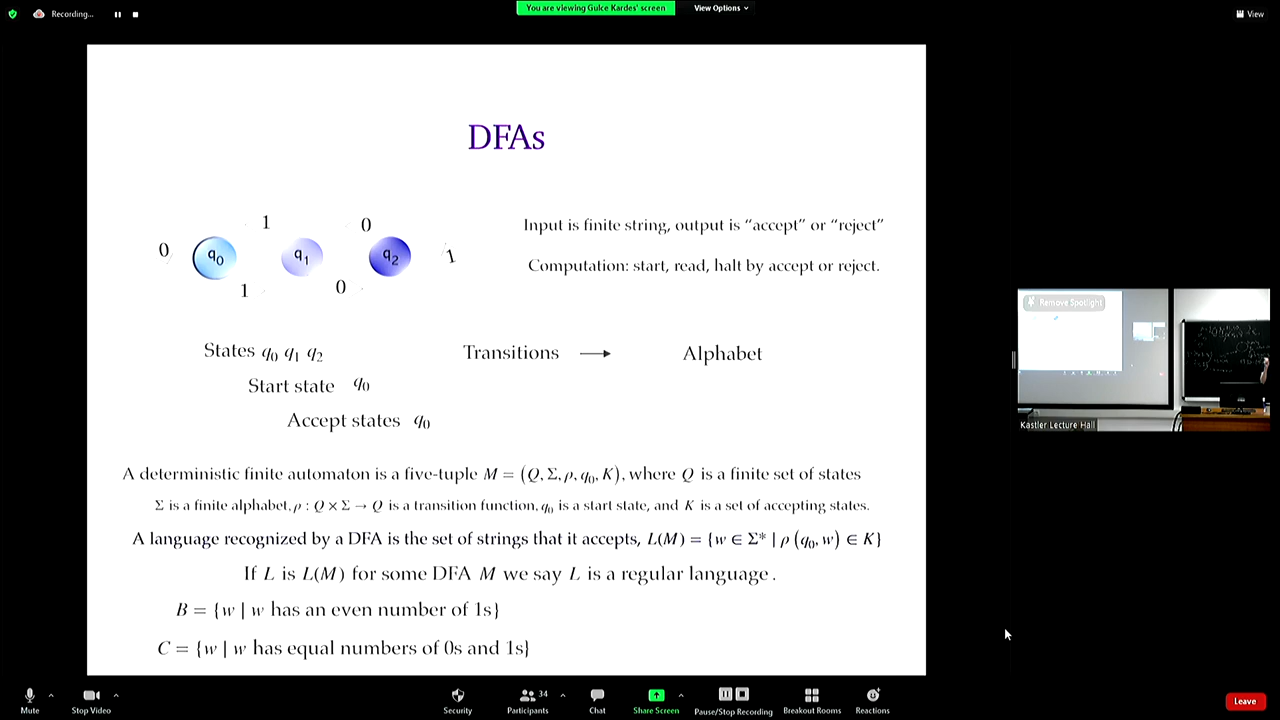 Recording...
You are viewing Gulce Kardes' screen
View Options
View
DFAs
1 0
0 q0 q1 q2 1
1 0
Input is finite string, output is “accept” or “reject”
Computation: start, read, halt by accept or reject.
States q0 q1 q2
Transitions → Alphabet
Start state q0
Accept states q0
A deterministic finite automaton is a five-tuple M = (Q, Σ, ρ, q0, K), where Q is a finite set of states
Σ is a finite alphabet, ρ : Q × Σ → Q is a transition function, q0 is a start state, and K is a set of accepting states.
A language recognized by a DFA is the set of strings that it accepts, L(M) = {w ∈ Σ* | ρ (q0, w) ∈ K}
If L is L(M) for some DFA M we say L is a regular language .
B = {w | w has an even number of 1s}
C = {w | w has equal numbers of 0s and 1s}
Remove Spotlight
Kastler Lecture Hall
Mute
Stop Video
Security
Participants 34
Chat
Share Screen
Pause/Stop Recording
Breakout Rooms
Reactions
Leave